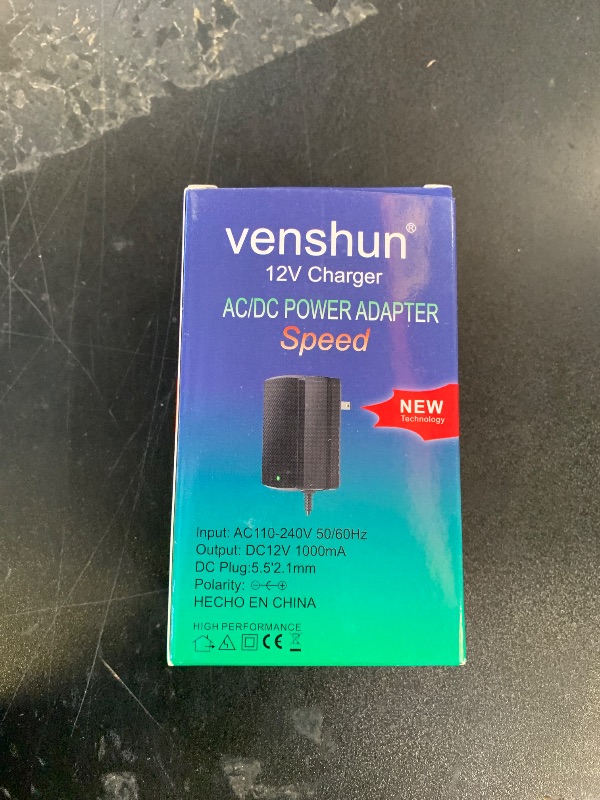 venshun®
12V Charger
AC/DC POWER ADAPTER
Speed
NEW
Technology
Input: AC110-240V 50/60Hz
Output: DC12V 1000mA
DC Plug:5.5'2.1mm
Polarity:
HECHO EN CHINA
HIGH PERFORMANCE
CE